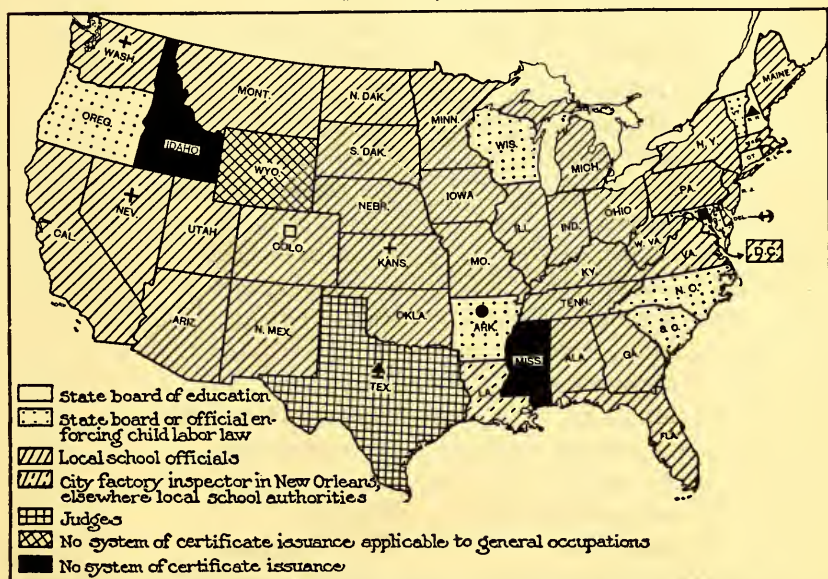 WASH.
MONT.
N. DAK.
MINN.
MAINE
OREG.
IDAHO
WYO.
S. DAK.
WIS.
MICH.
N. Y.
VT.
NEV.
UTAH
COLO.
NEBR.
IOWA
ILL.
IND.
OHIO
PA.
N. J.
DEL.
CAL.
KANS.
MO.
KY.
W. VA.
VA.
D.C.
ARIZ.
N. MEX.
OKLA.
ARK.
TENN.
N. C.
S. C.
TEX.
LA.
MISS.
ALA.
GA.
FLA.
CT.
R. I.
State board of education
State board or official en-
forcing child labor law
Local school officials
City factory inspector in New Orleans,
elsewhere local school authorities
Judges
No system of certificate issuance applicable to general occupations
No system of certificate issuance